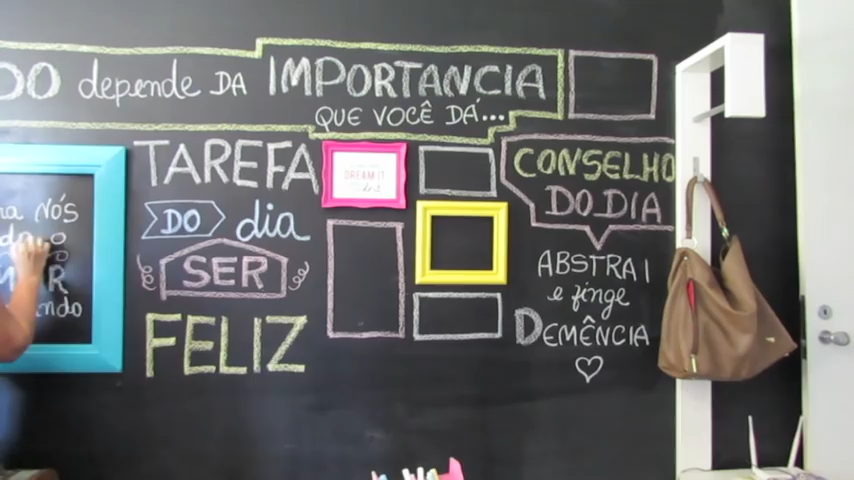 DO depende DA IMPORTANCIA
QUE VOCÊ DÁ...
NÓS
TAREFA
DO dia
SER
FELIZ
DREAM IT
CONSELHO
DO DIA
ABSTRAI
e finge
DEMÊNCIA